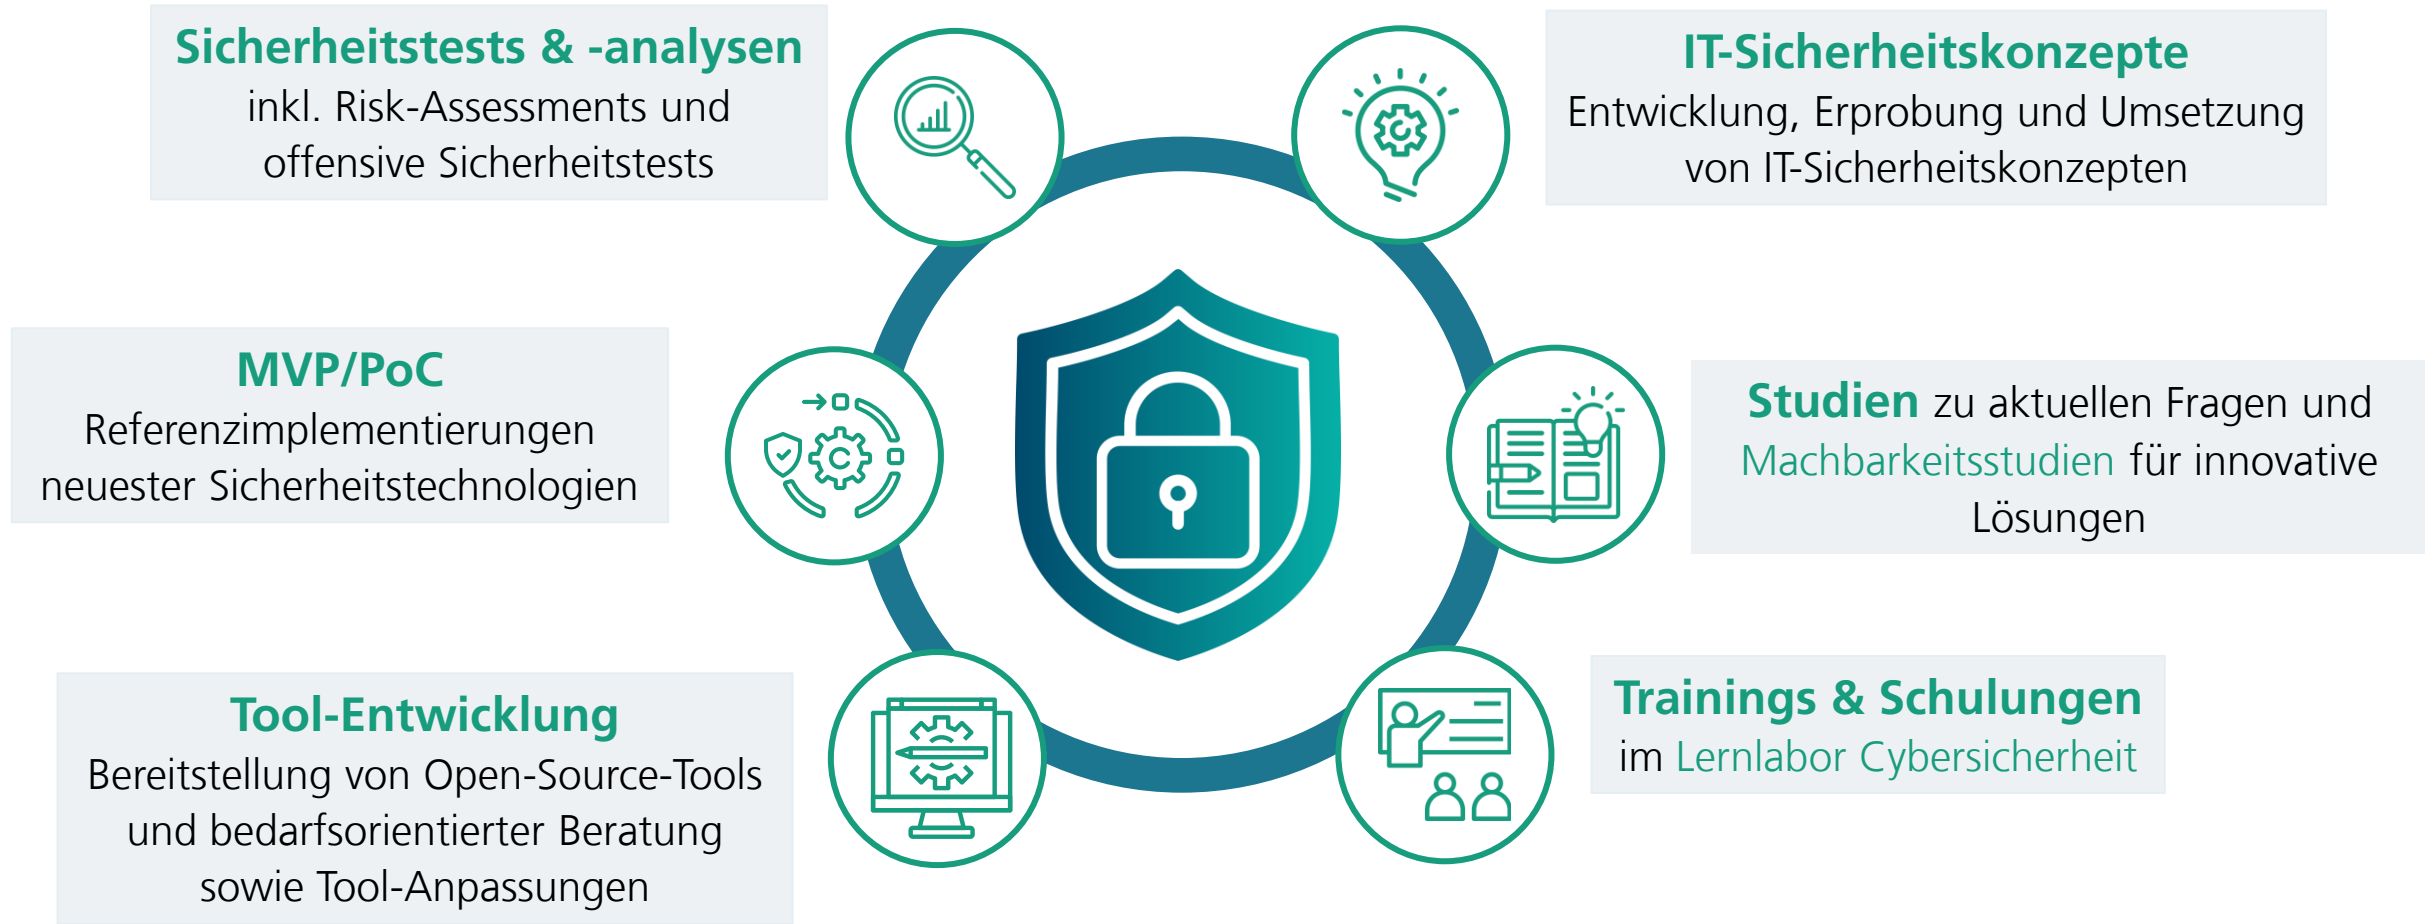 Sicherheitstests & -analysen
inkl. Risk-Assessments und
offensive Sicherheitstests
IT-Sicherheitskonzepte
Entwicklung, Erprobung und Umsetzung
von IT-Sicherheitskonzepten
MVP/PoC
Referenzimplementierungen
neuester Sicherheitstechnologien
Studien zu aktuellen Fragen und
Machbarkeitsstudien für innovative
Lösungen
Tool-Entwicklung
Bereitstellung von Open-Source-Tools
und bedarfsorientierter Beratung
sowie Tool-Anpassungen
Trainings & Schulungen
im Lernlabor Cybersicherheit